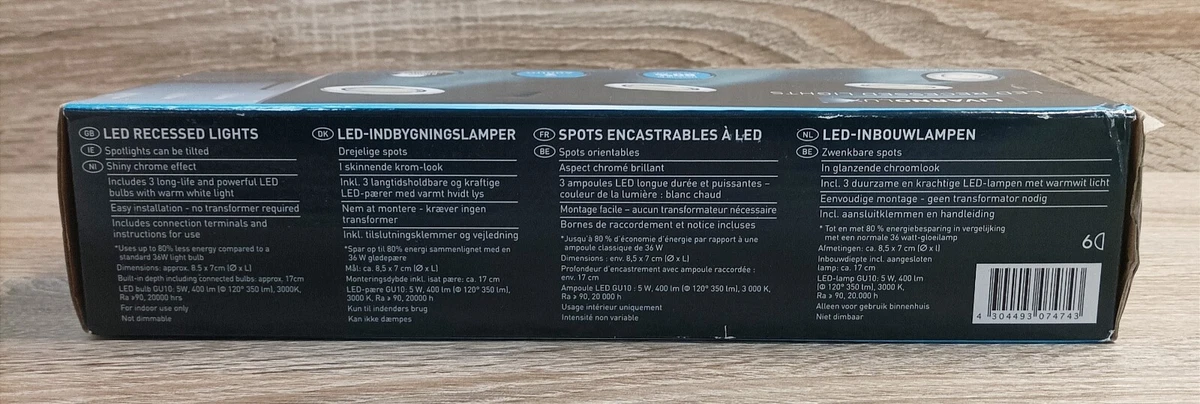 LIVARNOLUX
LED RECESSED LIGHTS
GB LED RECESSED LIGHTS
IE Spotlights can be tilted
NI Shiny chrome effect
Includes 3 long-life and powerful LED
bulbs with warm white light
Easy installation - no transformer required
Includes connection terminals and
instructions for use
*Uses up to 80% less energy compared to a
standard 36W light bulb
Dimensions: approx. 8,5 x 7 cm (Ø x L)
Built-in depth including connected bulbs: approx. 17cm
LED bulb GU10: 5W, 400 lm (Φ 120° 350 lm), 3000K,
Ra >90, 20000 hrs
For indoor use only
Not dimmable
DK LED-INDBYGNINGSLAMPER
Drejelige spots
I skinnende krom-look
Inkl. 3 langtidsholdbare og kraftige
LED-pærer med varmt hvidt lys
Nem at montere - kræver ingen
transformer
Inkl. tilslutningsklemmer og vejledning
*Spar op til 80% energi sammenlignet med en
36 W glødepære
Mål: ca. 8,5 x 7 cm (Ø x L)
Monteringsdybde inkl. isat pære: ca. 17 cm
LED-pære GU10: 5 W, 400 lm (Φ 120° 350 lm),
3000 K, Ra >90, 20000 h
Kun til indendørs brug
Kan ikke dæmpes
FR SPOTS ENCASTRABLES À LED
BE Spots orientables
Aspect chromé brillant
3 ampoules LED longue durée et puissantes –
couleur de la lumière : blanc chaud
Montage facile – aucun transformateur nécessaire
Bornes de raccordement et notice incluses
*Jusqu'à 80 % d'économie d'énergie par rapport à une
ampoule classique de 36 W
Dimensions : env. 8,5 x 7 cm (Ø x L)
Profondeur d'encastrement avec ampoule raccordée :
env. 17 cm
Ampoule LED GU10 : 5 W, 400 lm (Φ 120° 350 lm), 3 000 K,
Ra >90, 20 000 h
Usage intérieur uniquement
Intensité non variable
NL LED-INBOUWLAMPEN
BE Zwenkbare spots
In glanzende chroomlook
Incl. 3 duurzame en krachtige LED-lampen met warmwit licht
Eenvoudige montage - geen transformator nodig
Incl. aansluitklemmen en handleiding
* Tot en met 80 % energiebesparing in vergelijking
met een normale 36 watt-gloeilamp
Afmetingen: ca. 8,5 x 7 cm (Ø x l)
Inbouwdiepte incl. aangesloten
lamp: ca. 17 cm
LED-lamp GU10: 5 W, 400 lm
(Φ 120° 350 lm), 3000 K,
Ra >90, 20.000 h
Alleen voor gebruik binnenhuis
Niet dimbaar
4 304493 074743